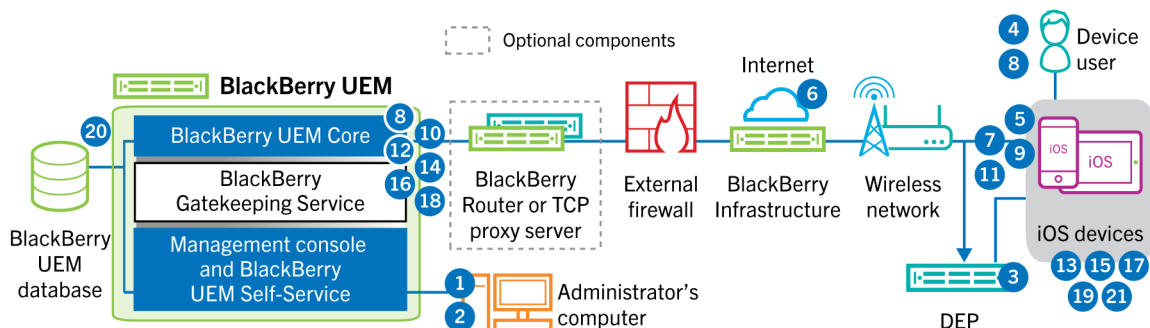 Optional components
BlackBerry UEM
Internet
6
4
8
Device
user
20
BlackBerry UEM Core
8
10
12
14
16
18
BlackBerry
Gatekeeping Service
Management console
and BlackBerry
UEM Self-Service
BlackBerry
UEM
database
BlackBerry
Router or TCP
proxy server
External
firewall
BlackBerry
Infrastructure
Wireless
network
5
7
9
11
iOS
iOS
iOS devices
13 15 17
19 21
1
2
Administrator's
computer
3
DEP